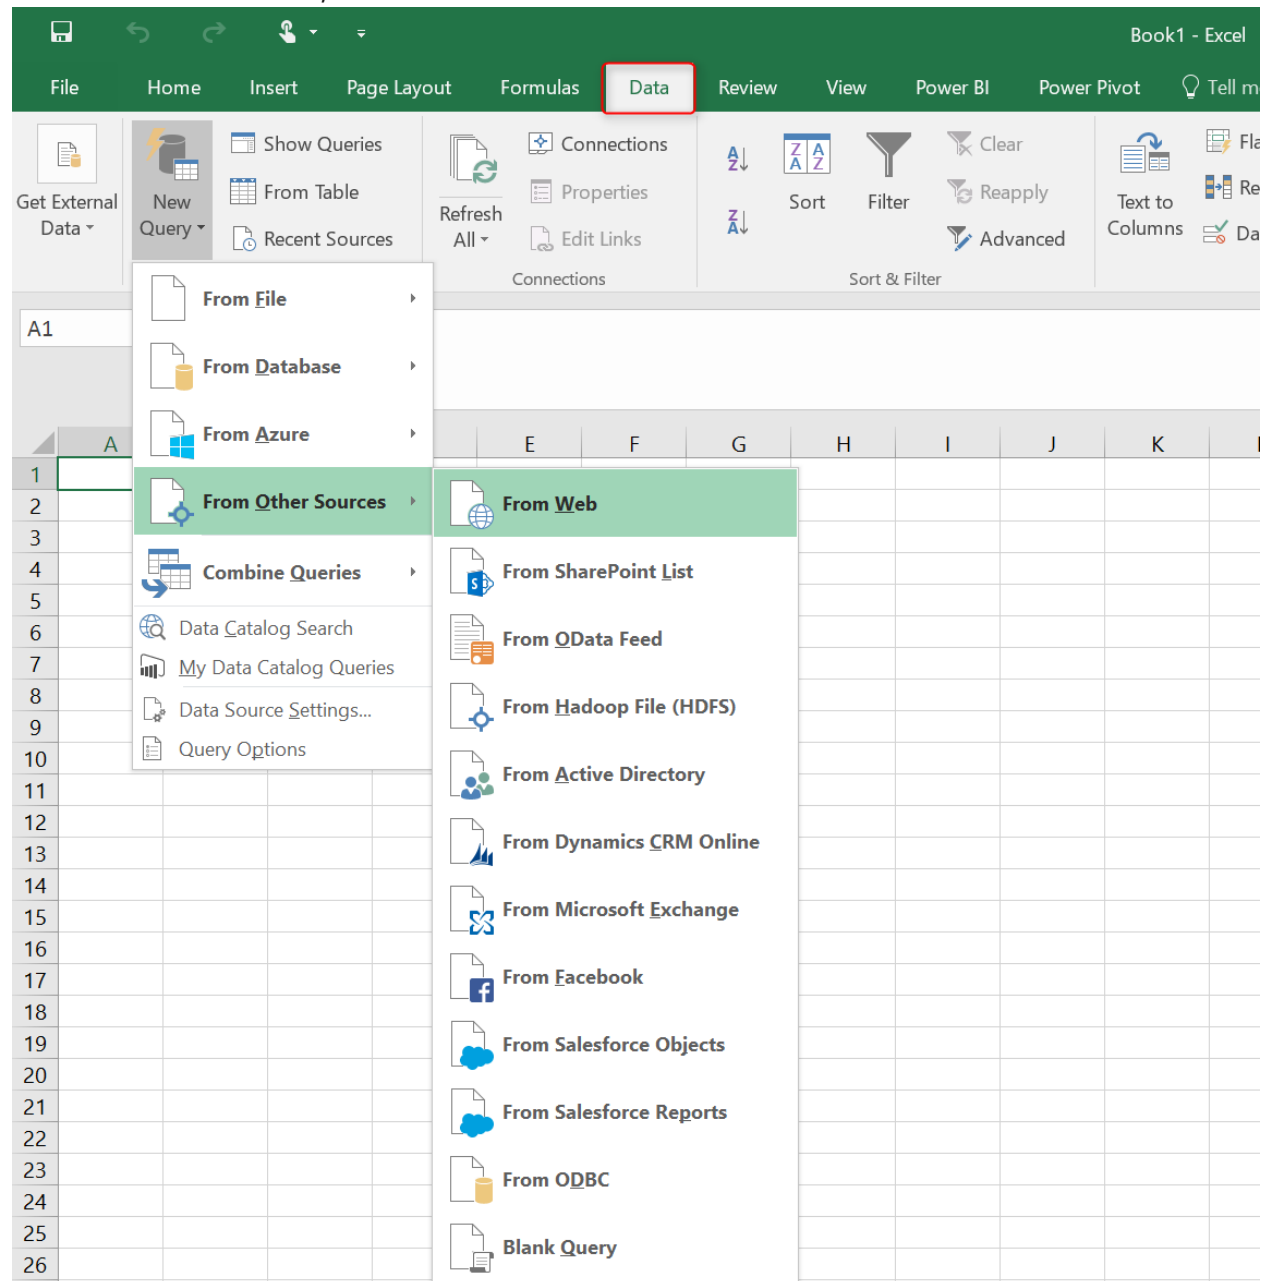 Book1 - Excel
File Home Insert Page Layout Formulas Data Review View Power BI Power Pivot Tell m
Get External Data
New Query
Show Queries
From Table
Recent Sources
Refresh All
Connections
Properties
Edit Links
Connections
Sort
Filter
Clear
Reapply
Advanced
Sort & Filter
Text to Columns
Fla
Re
Da
A1
From File
From Database
From Azure
From Other Sources
Combine Queries
Data Catalog Search
My Data Catalog Queries
Data Source Settings...
Query Options
A E F G H I J K
From Web
From SharePoint List
From OData Feed
From Hadoop File (HDFS)
From Active Directory
From Dynamics CRM Online
From Microsoft Exchange
From Facebook
From Salesforce Objects
From Salesforce Reports
From ODBC
Blank Query
1
2
3
4
5
6
7
8
9
10
11
12
13
14
15
16
17
18
19
20
21
22
23
24
25
26